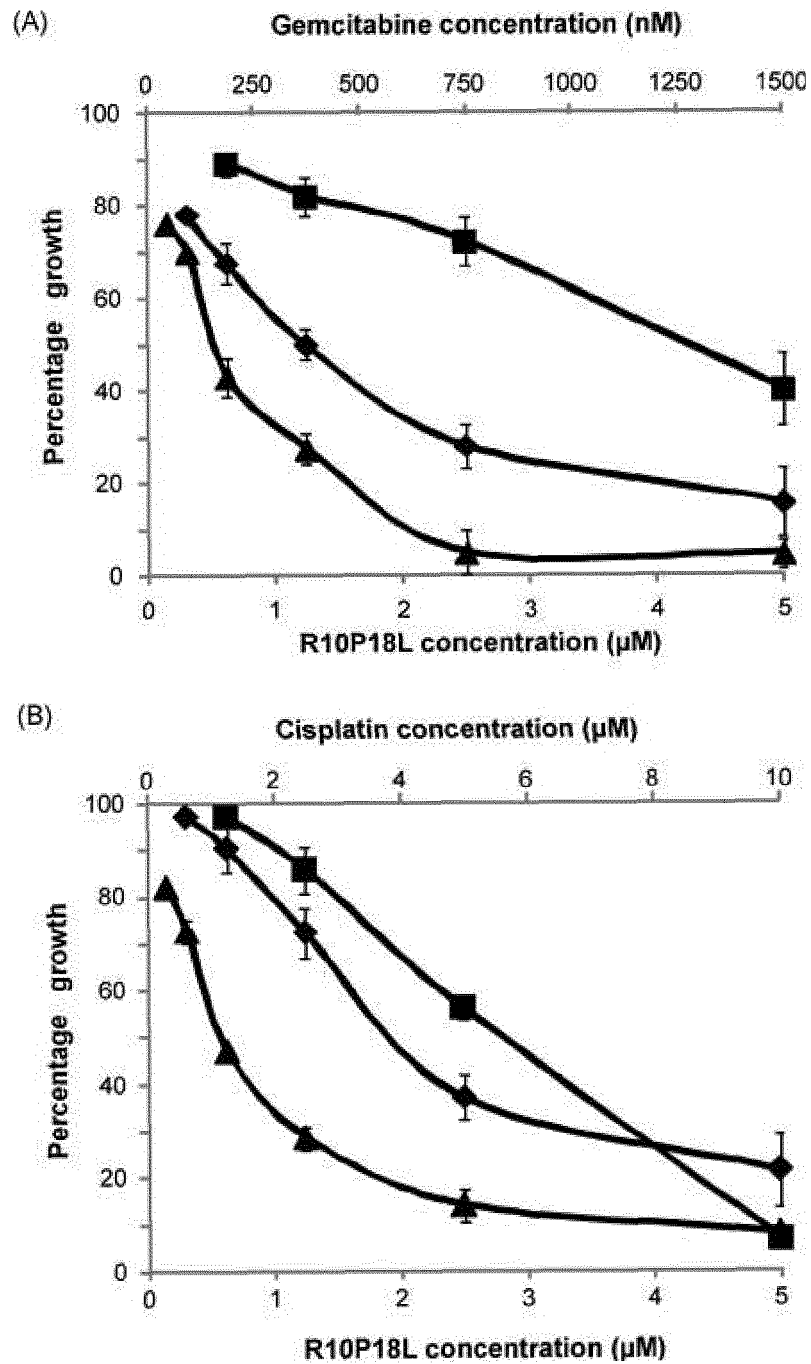 (A)
Gemcitabine concentration (nM)
0 250 500 750 1000 1250 1500
100
80
60
40
20
0
Percentage growth
0 1 2 3 4 5
R10P18L concentration (µM)
(B)
Cisplatin concentration (µM)
0 2 4 6 8 10
100
80
60
40
20
0
Percentage growth
0 1 2 3 4 5
R10P18L concentration (µM)